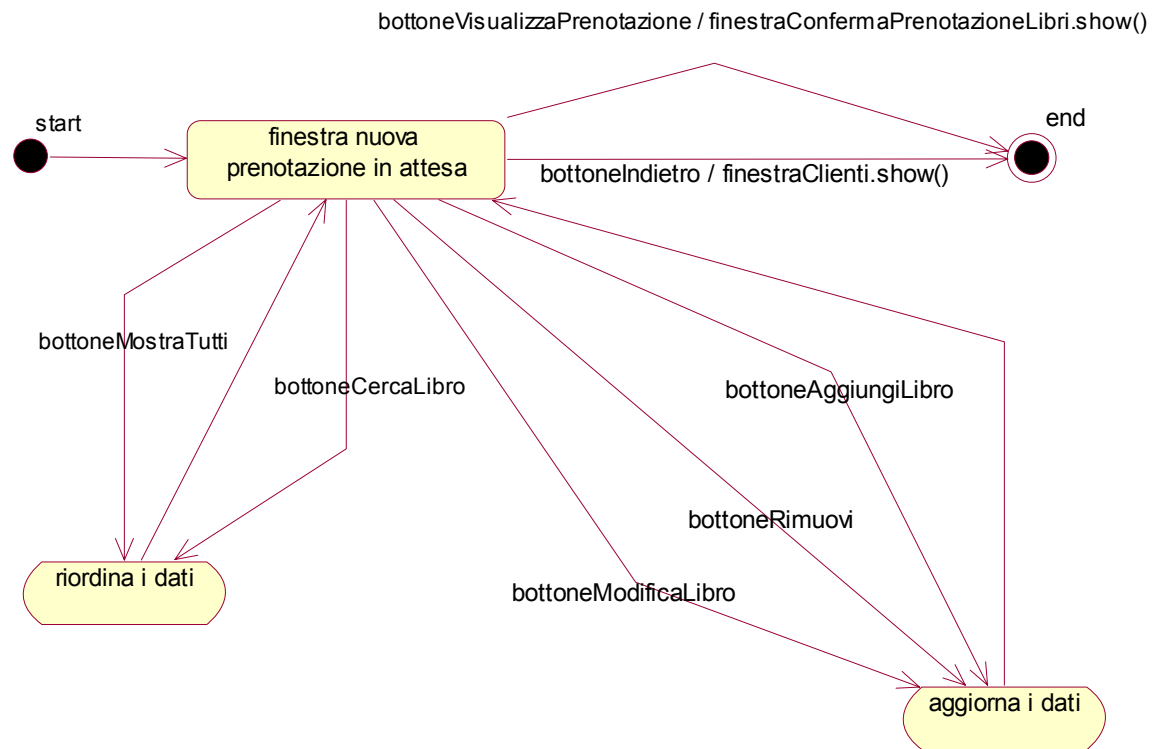 bottoneVisualizzaPrenotazione / finestraConfermaPrenotazioneLibri.show()
start
finestra nuova
prenotazione in attesa
end
bottoneIndietro / finestraClienti.show()
bottoneMostraTutti
bottoneCercaLibro
bottoneAggiungiLibro
bottoneRimuovi
bottoneModificaLibro
riordina i dati
aggiorna i dati